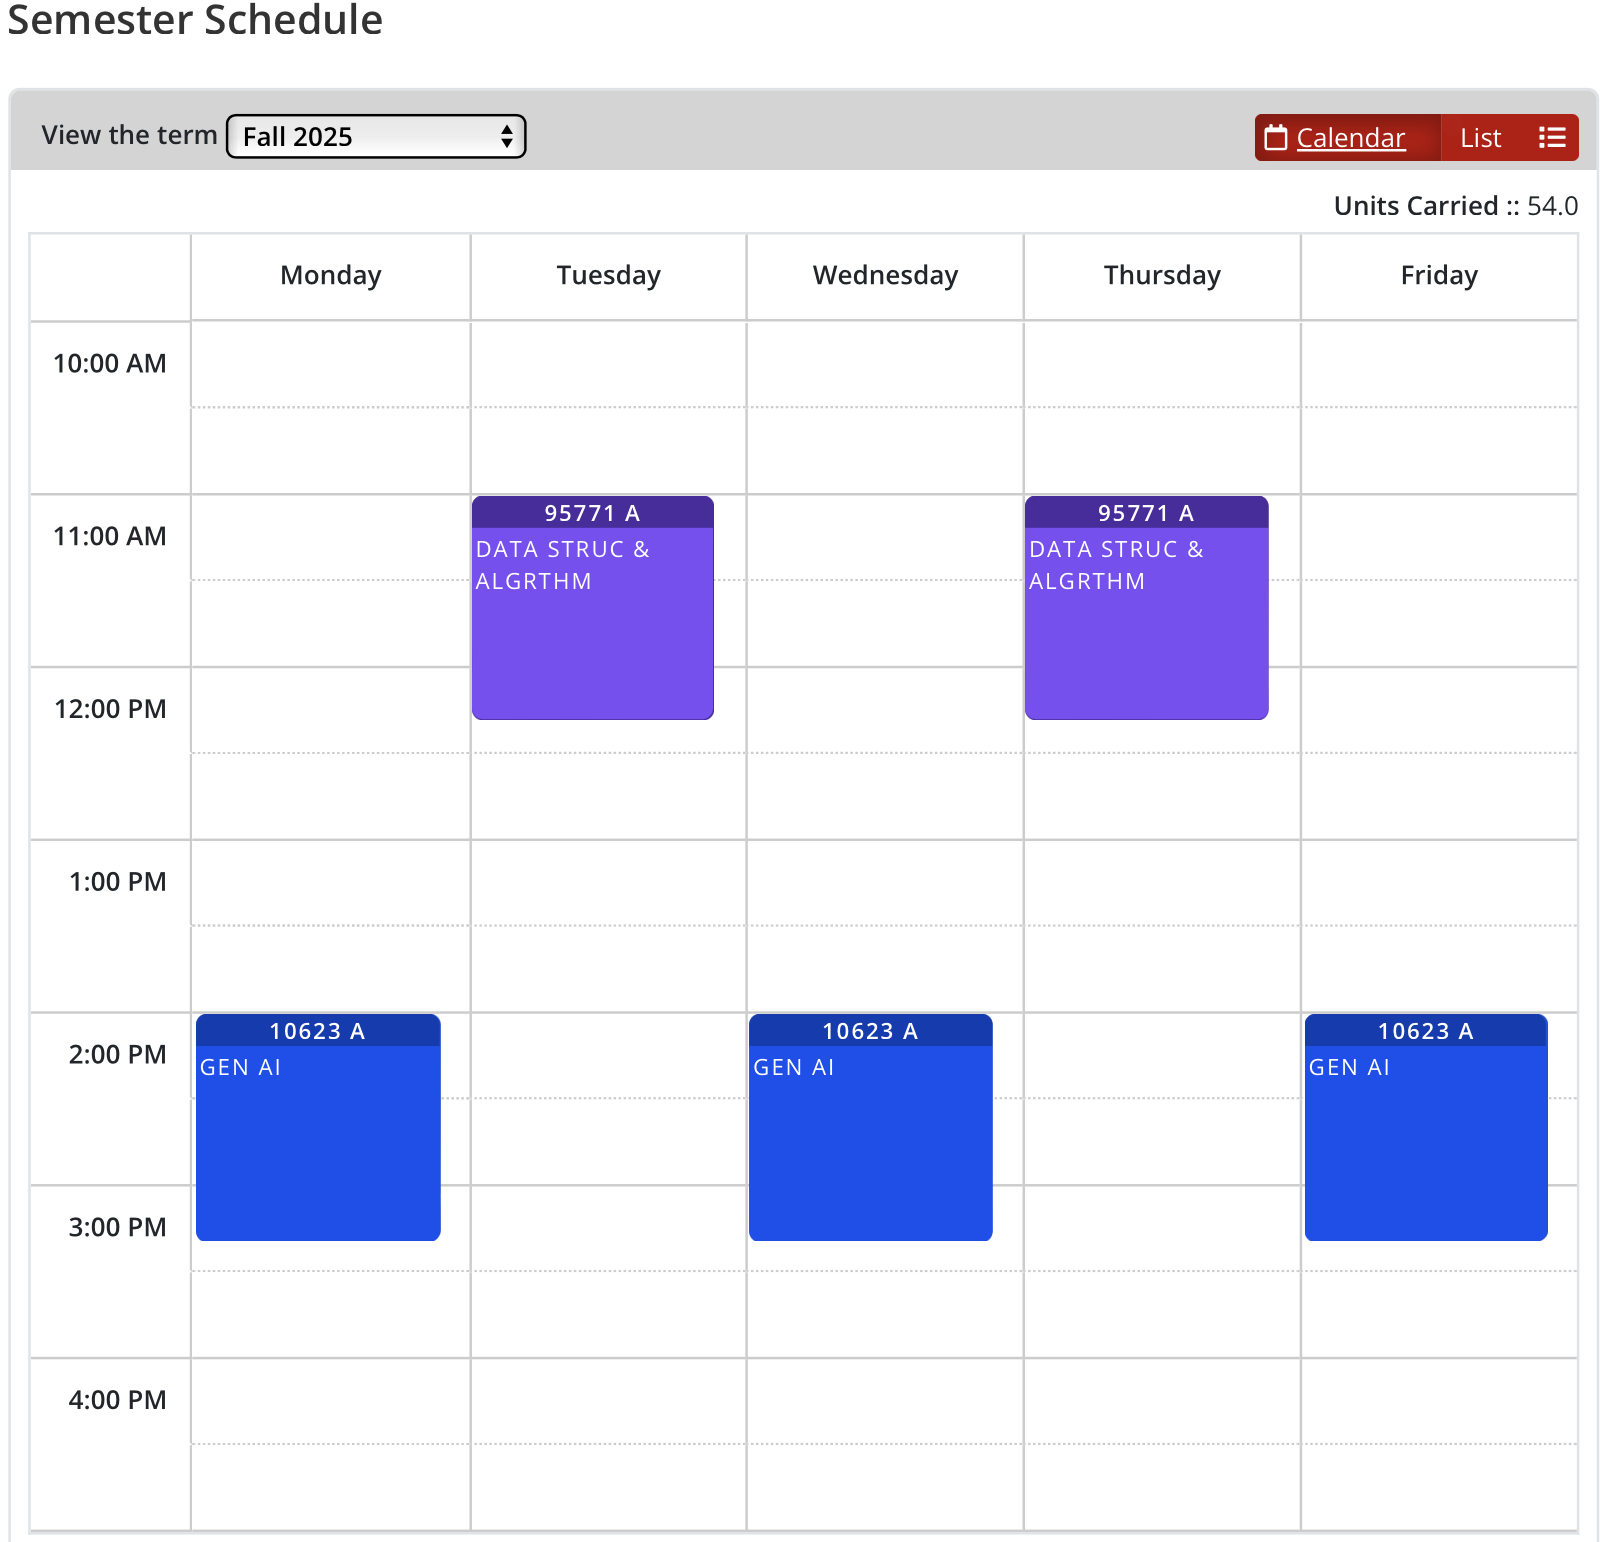 Semester Schedule
View the term Fall 2025 Calendar List
Units Carried :: 54.0
Monday Tuesday Wednesday Thursday Friday
10:00 AM
11:00 AM
95771 A
DATA STRUC &
ALGRTHM
95771 A
DATA STRUC &
ALGRTHM
12:00 PM
1:00 PM
2:00 PM
10623 A
GEN AI
10623 A
GEN AI
10623 A
GEN AI
3:00 PM
4:00 PM